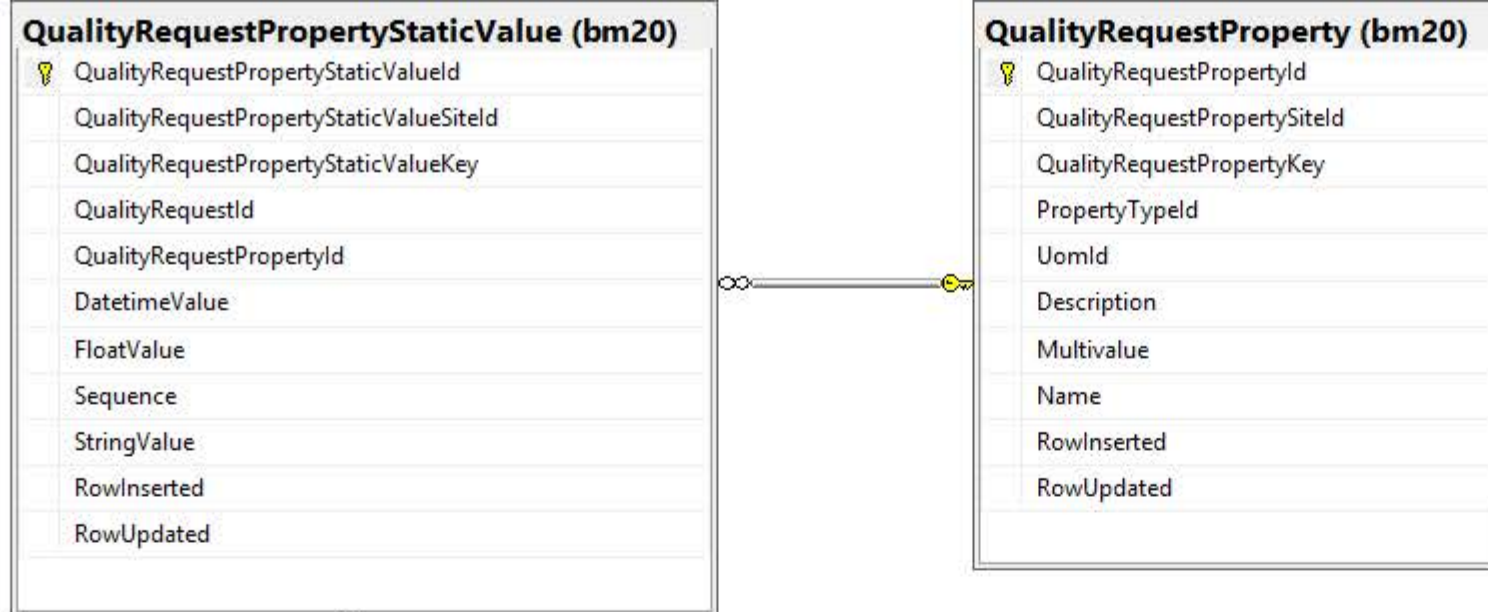 QualityRequestPropertyStaticValue (bm20)
QualityRequestPropertyStaticValueId
QualityRequestPropertyStaticValueSiteId
QualityRequestPropertyStaticValueKey
QualityRequestId
QualityRequestPropertyId
DatetimeValue
FloatValue
Sequence
StringValue
RowInserted
RowUpdated
QualityRequestProperty (bm20)
QualityRequestPropertyId
QualityRequestPropertySiteId
QualityRequestPropertyKey
PropertyTypeId
UomId
Description
Multivalue
Name
RowInserted
RowUpdated